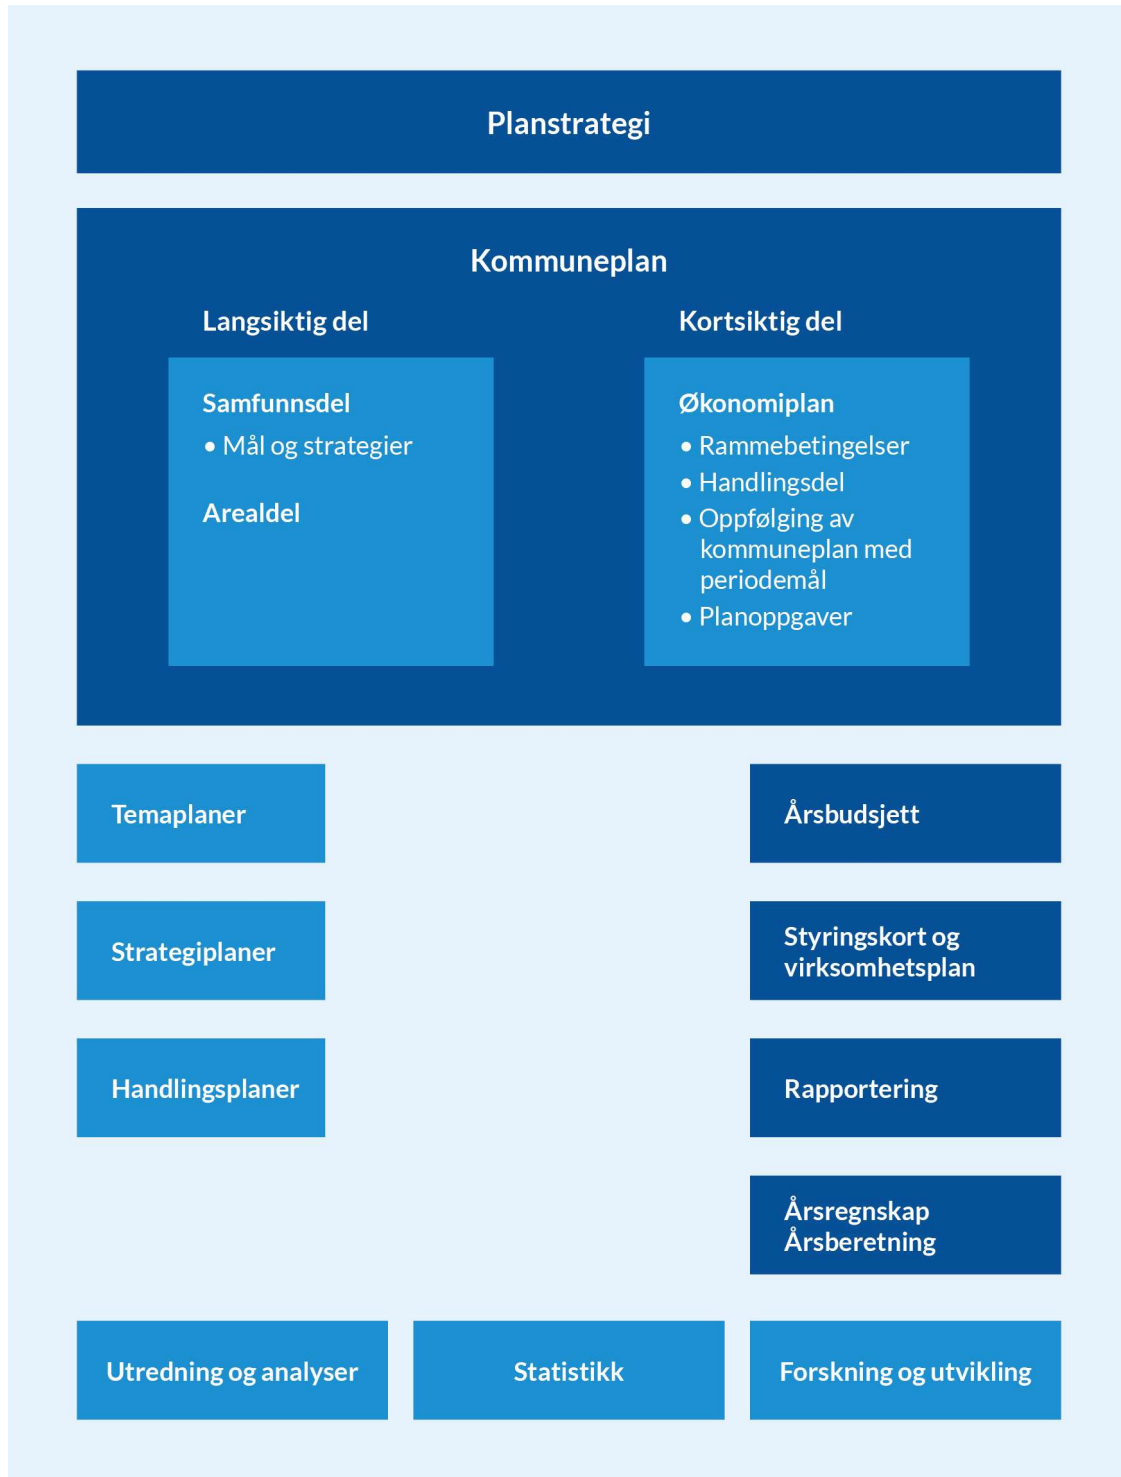 Planstrategi
Kommuneplan
Langsiktig del
Samfunnsdel
• Mål og strategier
Arealdel
Kortsiktig del
Økonomiplan
• Rammebetingelser
• Handlingsdel
• Oppfølging av
kommuneplan med
periodemål
• Planoppgaver
Temaplaner
Strategiplaner
Handlingsplaner
Årsbudsjett
Styringskort og
virksomhetsplan
Rapportering
Årsregnskap
Årsberetning
Utredning og analyser
Statistikk
Forskning og utvikling